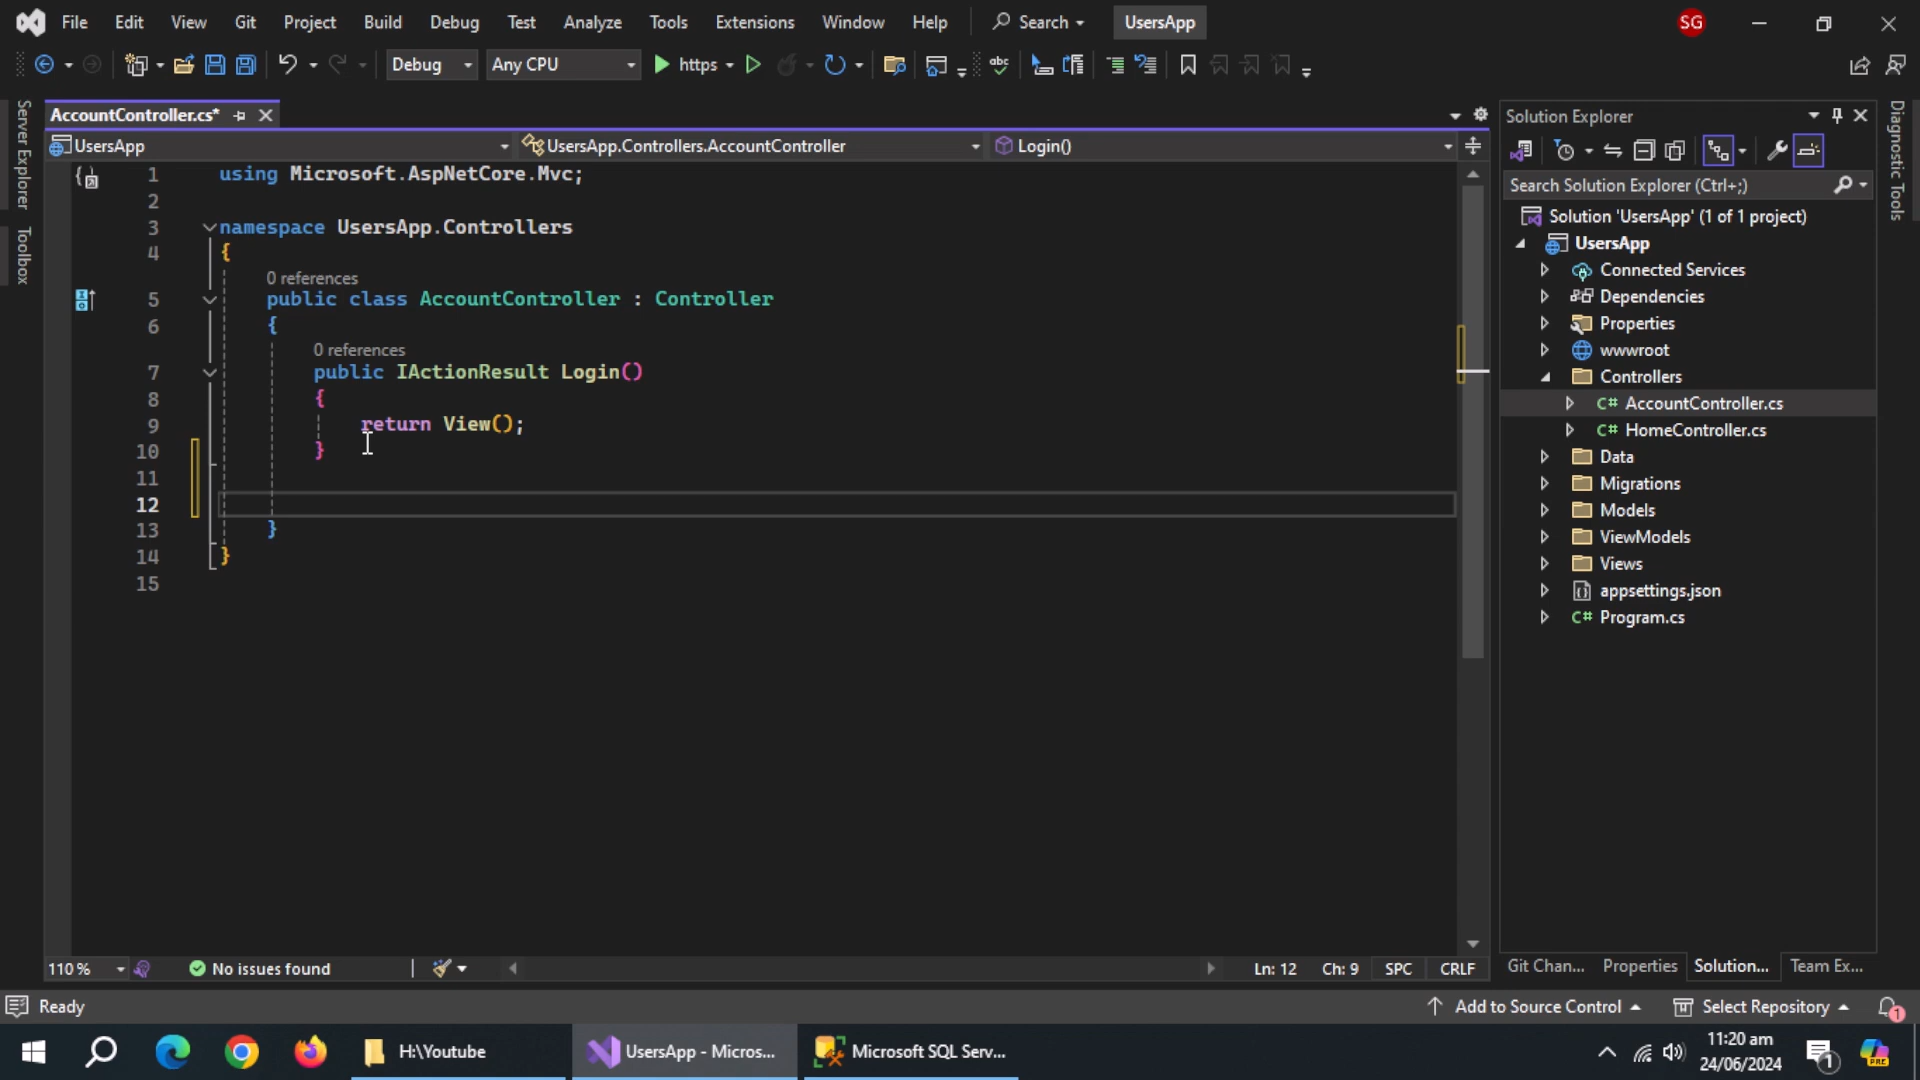 File Edit View Git Project Build Debug Test Analyze Tools Extensions Window Help Search UsersApp SG
Debug Any CPU https
AccountController.cs*
UsersApp UsersApp.Controllers.AccountController Login()
Server Explorer
Toolbox
1 using Microsoft.AspNetCore.Mvc;
2
3 namespace UsersApp.Controllers
4 {
0 references
5 public class AccountController : Controller
6 {
0 references
7 public IActionResult Login()
8 {
9 return View();
10 }
11
12
13 }
14 }
15
110 % No issues found Ln: 12 Ch: 9 SPC CRLF
Solution Explorer
Search Solution Explorer (Ctrl+;)
Solution 'UsersApp' (1 of 1 project)
UsersApp
Connected Services
Dependencies
Properties
wwwroot
Controllers
C# AccountController.cs
C# HomeController.cs
Data
Migrations
Models
ViewModels
Views
appsettings.json
C# Program.cs
Git Chan... Properties Solution... Team Ex...
Diagnostic Tools
Ready Add to Source Control Select Repository 1
H:\Youtube UsersApp - Micros... Microsoft SQL Serv...
11:20 am
24/06/2024
1
PRE